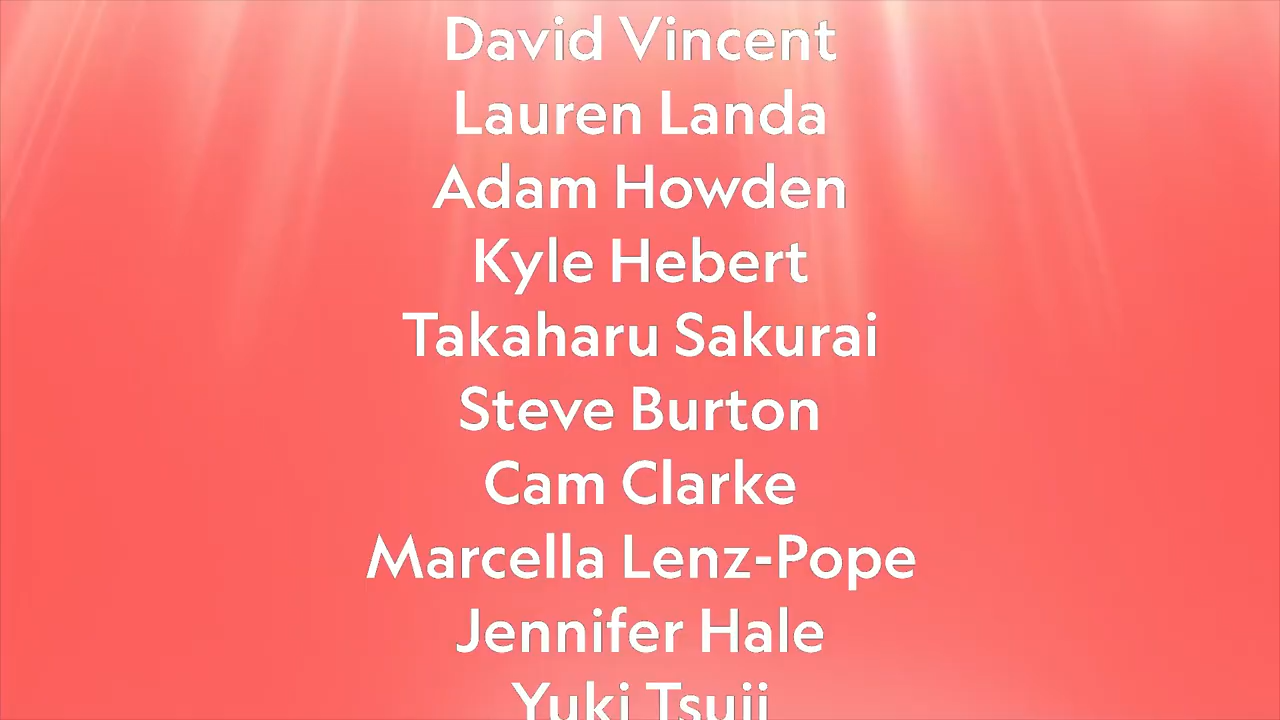 David Vincent
Lauren Landa
Adam Howden
Kyle Hebert
Takaharu Sakurai
Steve Burton
Cam Clarke
Marcella Lenz-Pope
Jennifer Hale
Yuki Tsuji